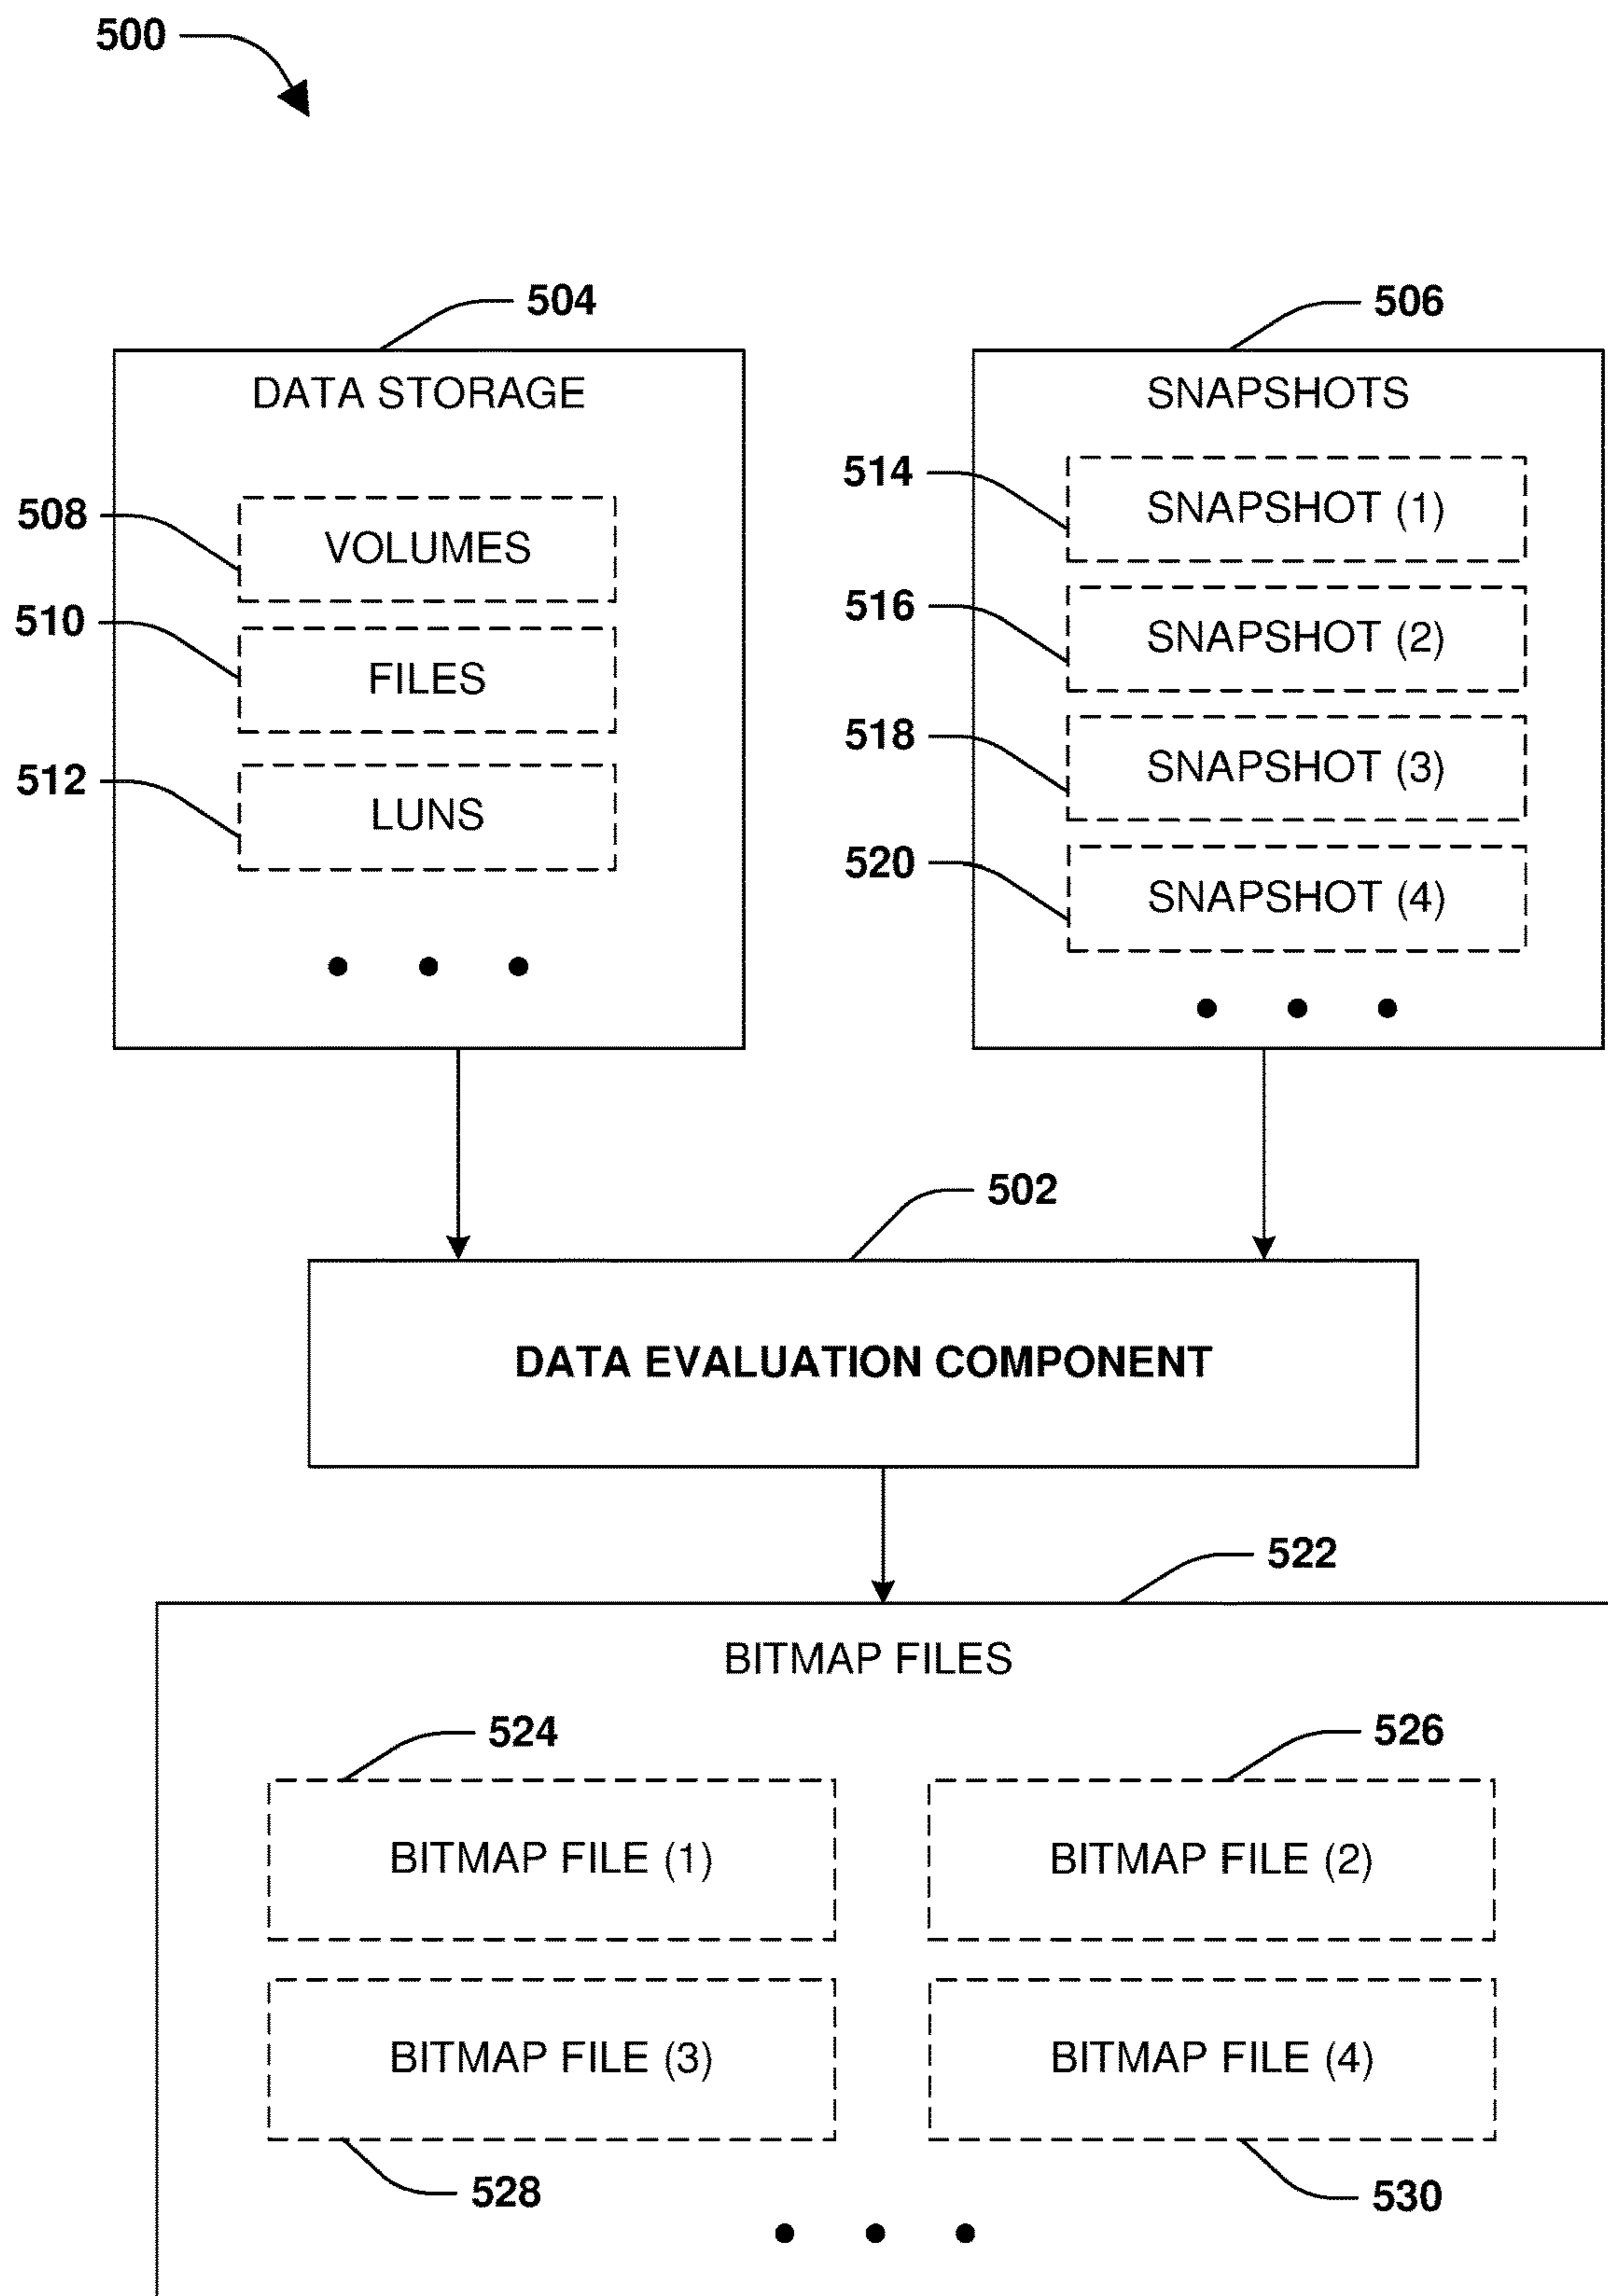 500
504
506
DATA STORAGE
SNAPSHOTS
508
VOLUMES
510
FILES
512
LUNS
514
SNAPSHOT (1)
516
SNAPSHOT (2)
518
SNAPSHOT (3)
520
SNAPSHOT (4)
502
DATA EVALUATION COMPONENT
522
BITMAP FILES
524
526
BITMAP FILE (1)
BITMAP FILE (2)
BITMAP FILE (3)
BITMAP FILE (4)
528
530